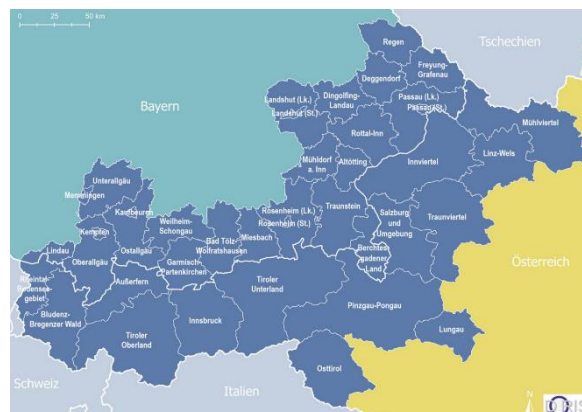 0 25 50 km
Tschechien
Bayern
Österreich
Schweiz
Italien
Regen
Freyung-
Grafenau
Deggendorf
Dingolfing-
Landau
Landshut (Lk.)
Landshut (St.)
Passau (Lk.)
Passau (St.)
Rottal-Inn
Mühlviertel
Linz-Wels
Innviertel
Mühldorf
a. Inn
Altötting
Unterallgäu
Memmingen
Kaufbeuren
Kempten
Weilheim-
Schongau
Bad Tölz-
Wolfratshausen
Miesbach
Rosenheim (Lk.)
Rosenheim (St.)
Traunstein
Salzburg
und
Umgebung
Traunviertel
Lindau
Oberallgäu
Ostallgäu
Garmisch-
Partenkirchen
Berchtes-
gadener
Land
Rheintal-
Bodensee-
gebiet
Außerfern
Tiroler
Unterland
Bludenz-
Bregenzer Wald
Tiroler
Oberland
Innsbruck
Pinzgau-Pongau
Lungau
Osttirol
N